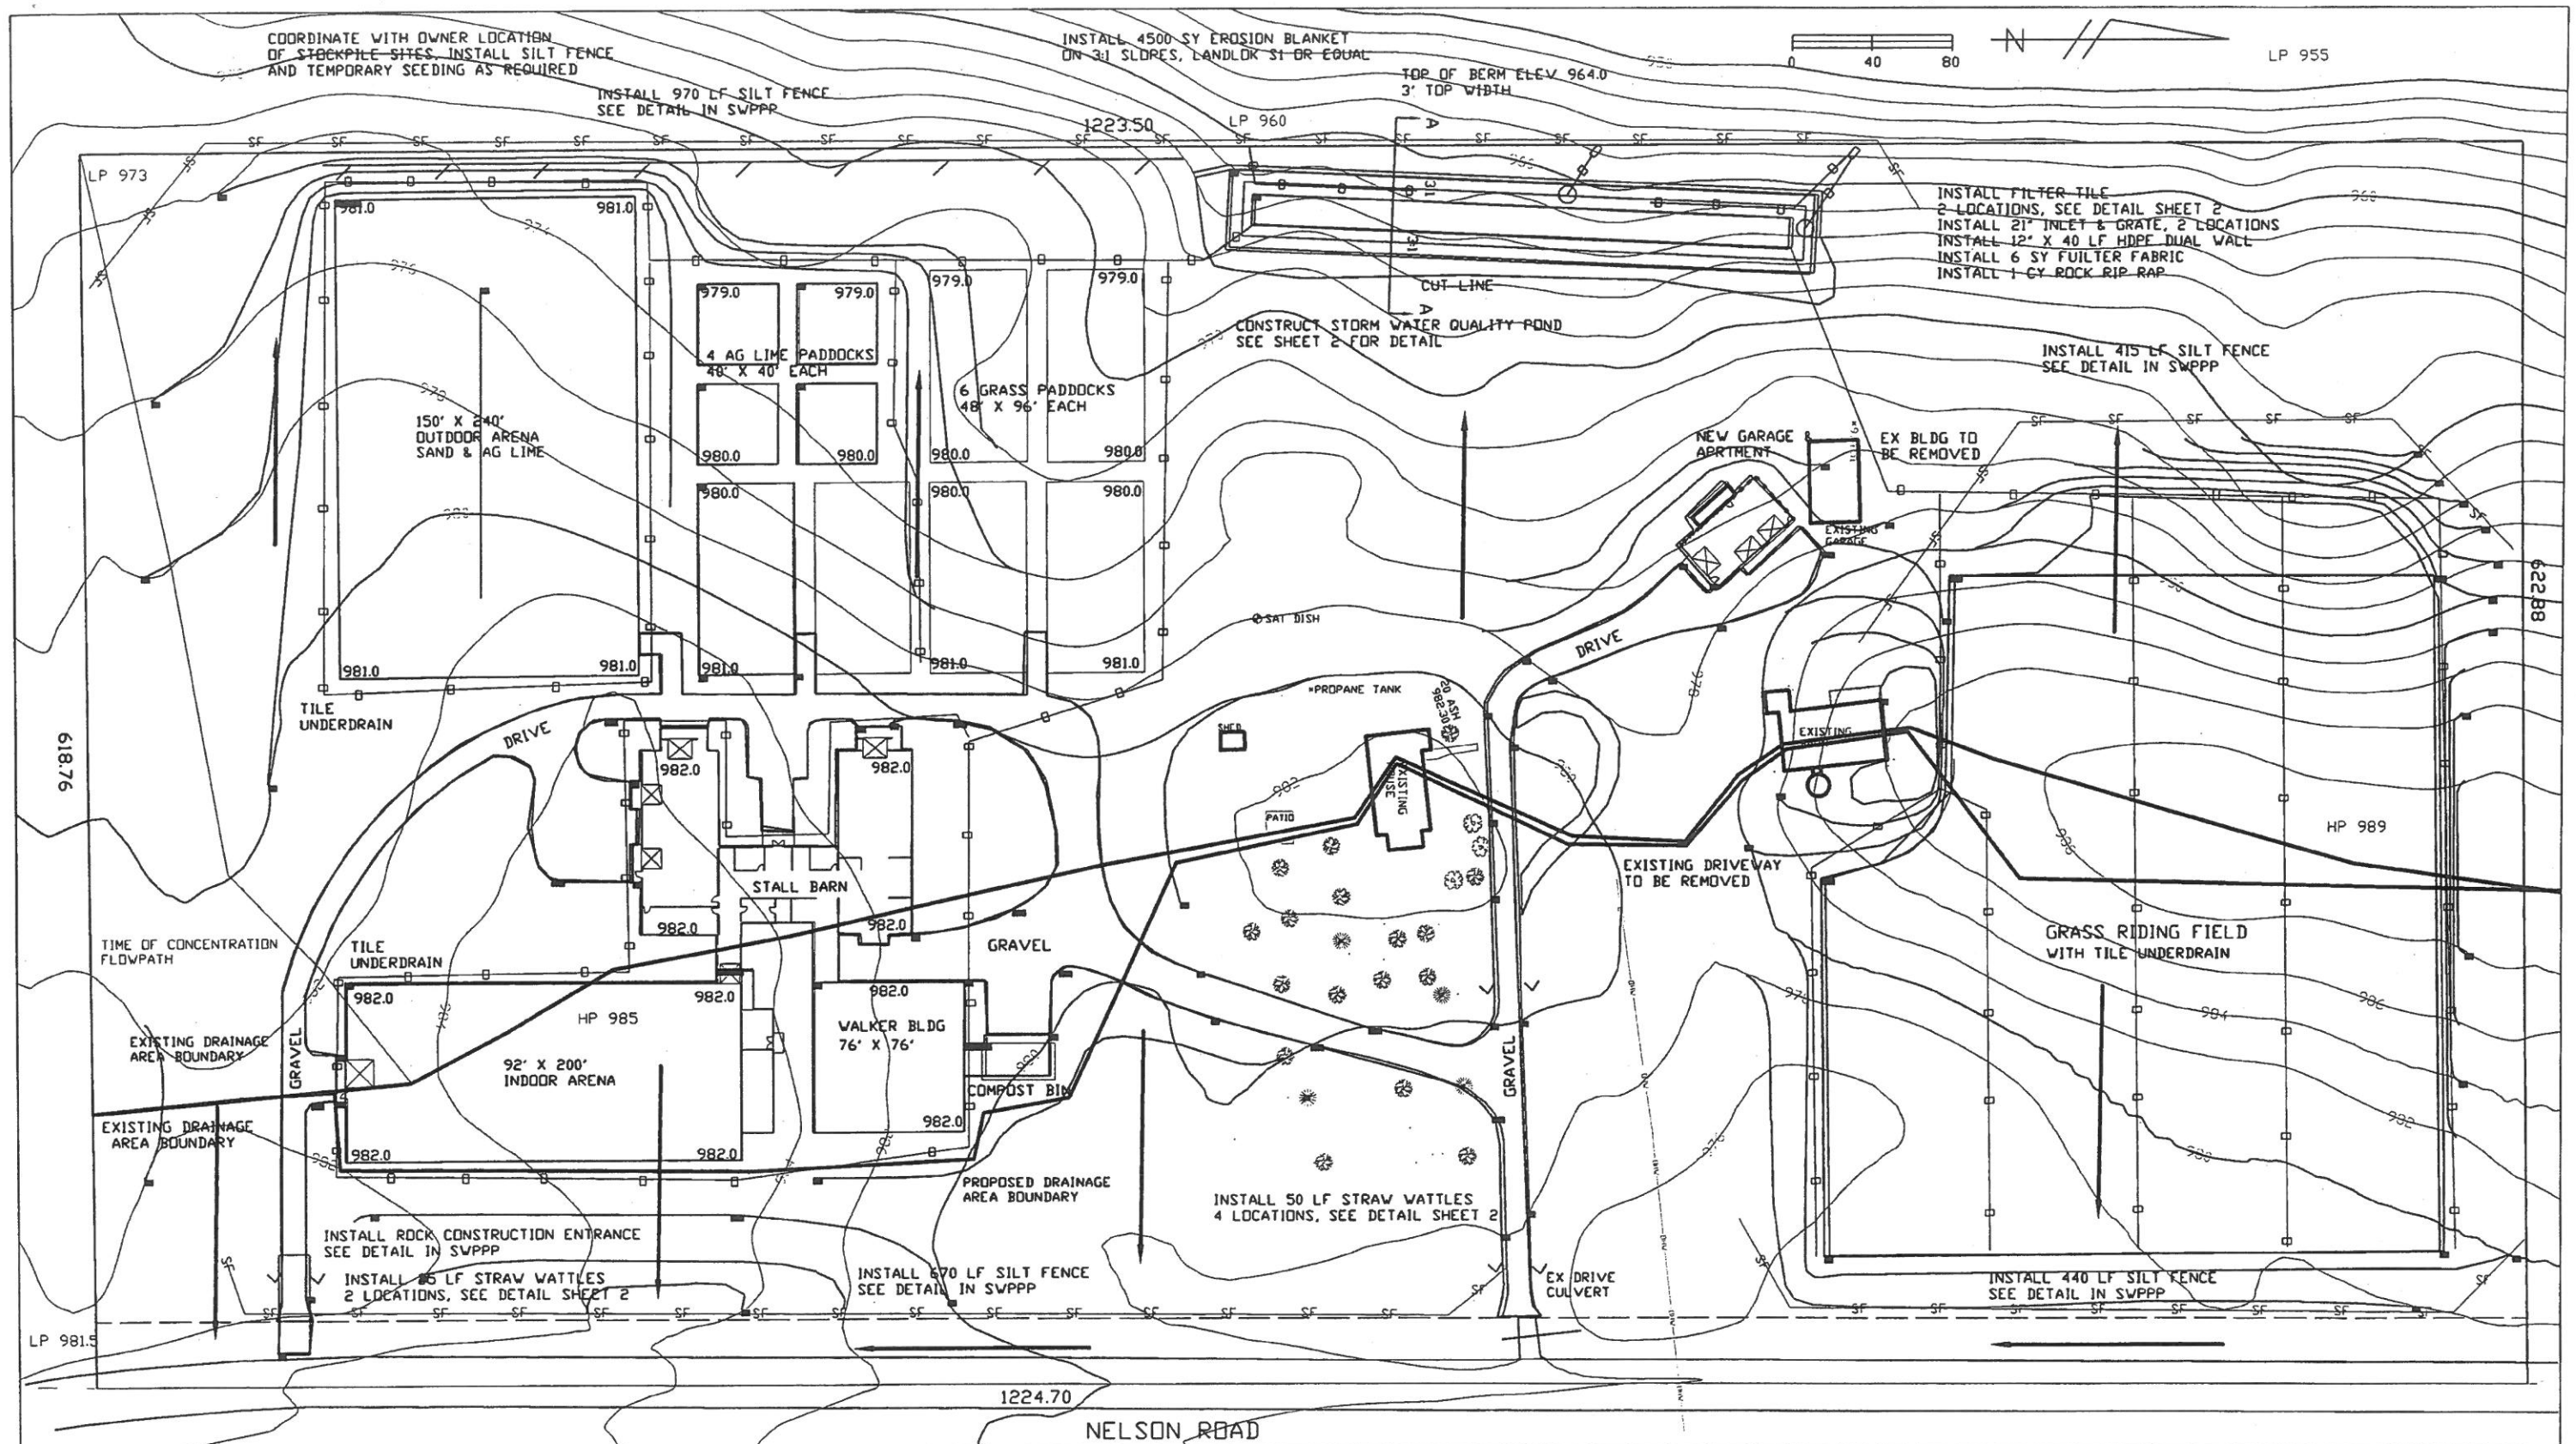 COORDINATE WITH OWNER LOCATION
OF STOCKPILE SITES, INSTALL SILT FENCE
AND TEMPORARY SEEDING AS REQUIRED
INSTALL 970 LF SILT FENCE
SEE DETAIL IN SWPPP
INSTALL 4500 SY EROSION BLANKET
ON 3:1 SLOPES, LANDLOK S1 OR EQUAL
TOP OF BERM ELEV 964.0
3' TOP WIDTH
0 40 80
N
LP 955
1223.50
LP 960
A
LP 973
3:1
3:1
A
CUT LINE
INSTALL FILTER TILE
2 LOCATIONS, SEE DETAIL SHEET 2
INSTALL 21" INLET & GRATE, 2 LOCATIONS
INSTALL 12" X 40 LF HDPE DUAL WALL
INSTALL 6 SY FUILTER FABRIC
INSTALL 1 CY ROCK RIP RAP
981.0 981.0
979.0 979.0 979.0 979.0
CONSTRUCT STORM WATER QUALITY POND
SEE SHEET 2 FOR DETAIL
INSTALL 415 LF SILT FENCE
SEE DETAIL IN SWPPP
4 AG LIME PADDOCKS
40' X 40' EACH
6 GRASS PADDOCKS
48' X 96' EACH
150' X 240'
OUTDOOR ARENA
SAND & AG LIME
980.0 980.0 980.0 980.0
980.0 980.0 980.0
NEW GARAGE &
APRTMENT
EX BLDG TO
BE REMOVED
EXISTING
GARAGE
622.88
SAT DISH
DRIVE
981.0 981.0 981.0 981.0 981.0
TILE
UNDERDRAIN
PROPANE TANK
20 ASH
982.30
SHED
618.76
DRIVE
982.0 982.0
EXISTING
EXISTING
PATIO
HP 989
EXISTING DRIVEWAY
TO BE REMOVED
STALL BARN
982.0 982.0
GRAVEL
TIME OF CONCENTRATION
FLOWPATH
TILE
UNDERDRAIN
GRASS RIDING FIELD
WITH TILE UNDERDRAIN
982.0 982.0 982.0
HP 985
WALKER BLDG
76' X 76'
EXISTING DRAINAGE
AREA BOUNDARY
GRAVEL
92' X 200'
INDOOR ARENA
COMPOST BIN
GRAVEL
982.0
EXISTING DRAINAGE
AREA BOUNDARY
982.0 982.0
PROPOSED DRAINAGE
AREA BOUNDARY
INSTALL 50 LF STRAW WATTLES
4 LOCATIONS, SEE DETAIL SHEET 2
INSTALL ROCK CONSTRUCTION ENTRANCE
SEE DETAIL IN SWPPP
INSTALL LF STRAW WATTLES
2 LOCATIONS, SEE DETAIL SHEET 2
INSTALL 670 LF SILT FENCE
SEE DETAIL IN SWPPP
EX DRIVE
CULVERT
INSTALL 440 LF SILT FENCE
SEE DETAIL IN SWPPP
LP 981.5
1224.70
NELSON ROAD